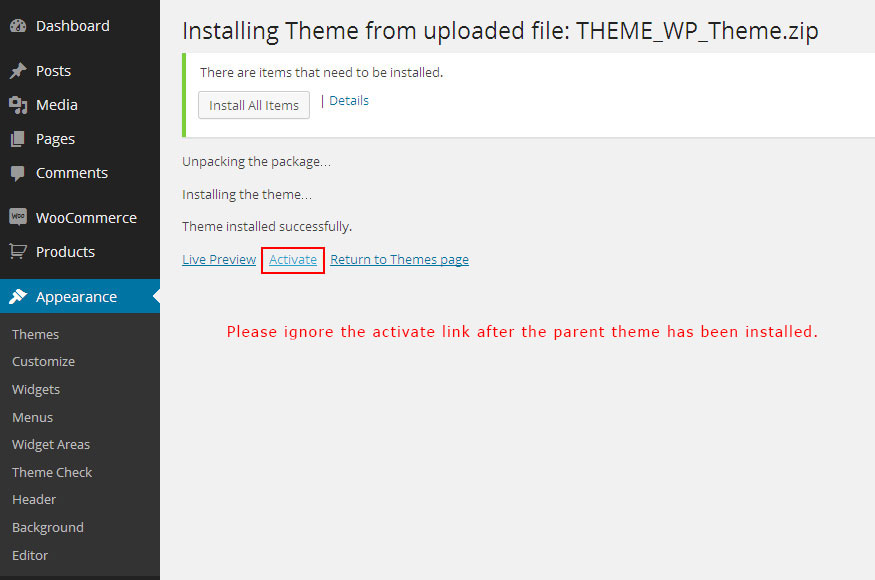 Dashboard
Posts
Media
Pages
Comments
WOO WooCommerce
Products
Appearance
Themes
Customize
Widgets
Menus
Widget Areas
Theme Check
Header
Background
Editor
Installing Theme from uploaded file: THEME_WP_Theme.zip
There are items that need to be installed.
Install All Items | Details
Unpacking the package…
Installing the theme…
Theme installed successfully.
Live Preview Activate Return to Themes page
Please ignore the activate link after the parent theme has been installed.